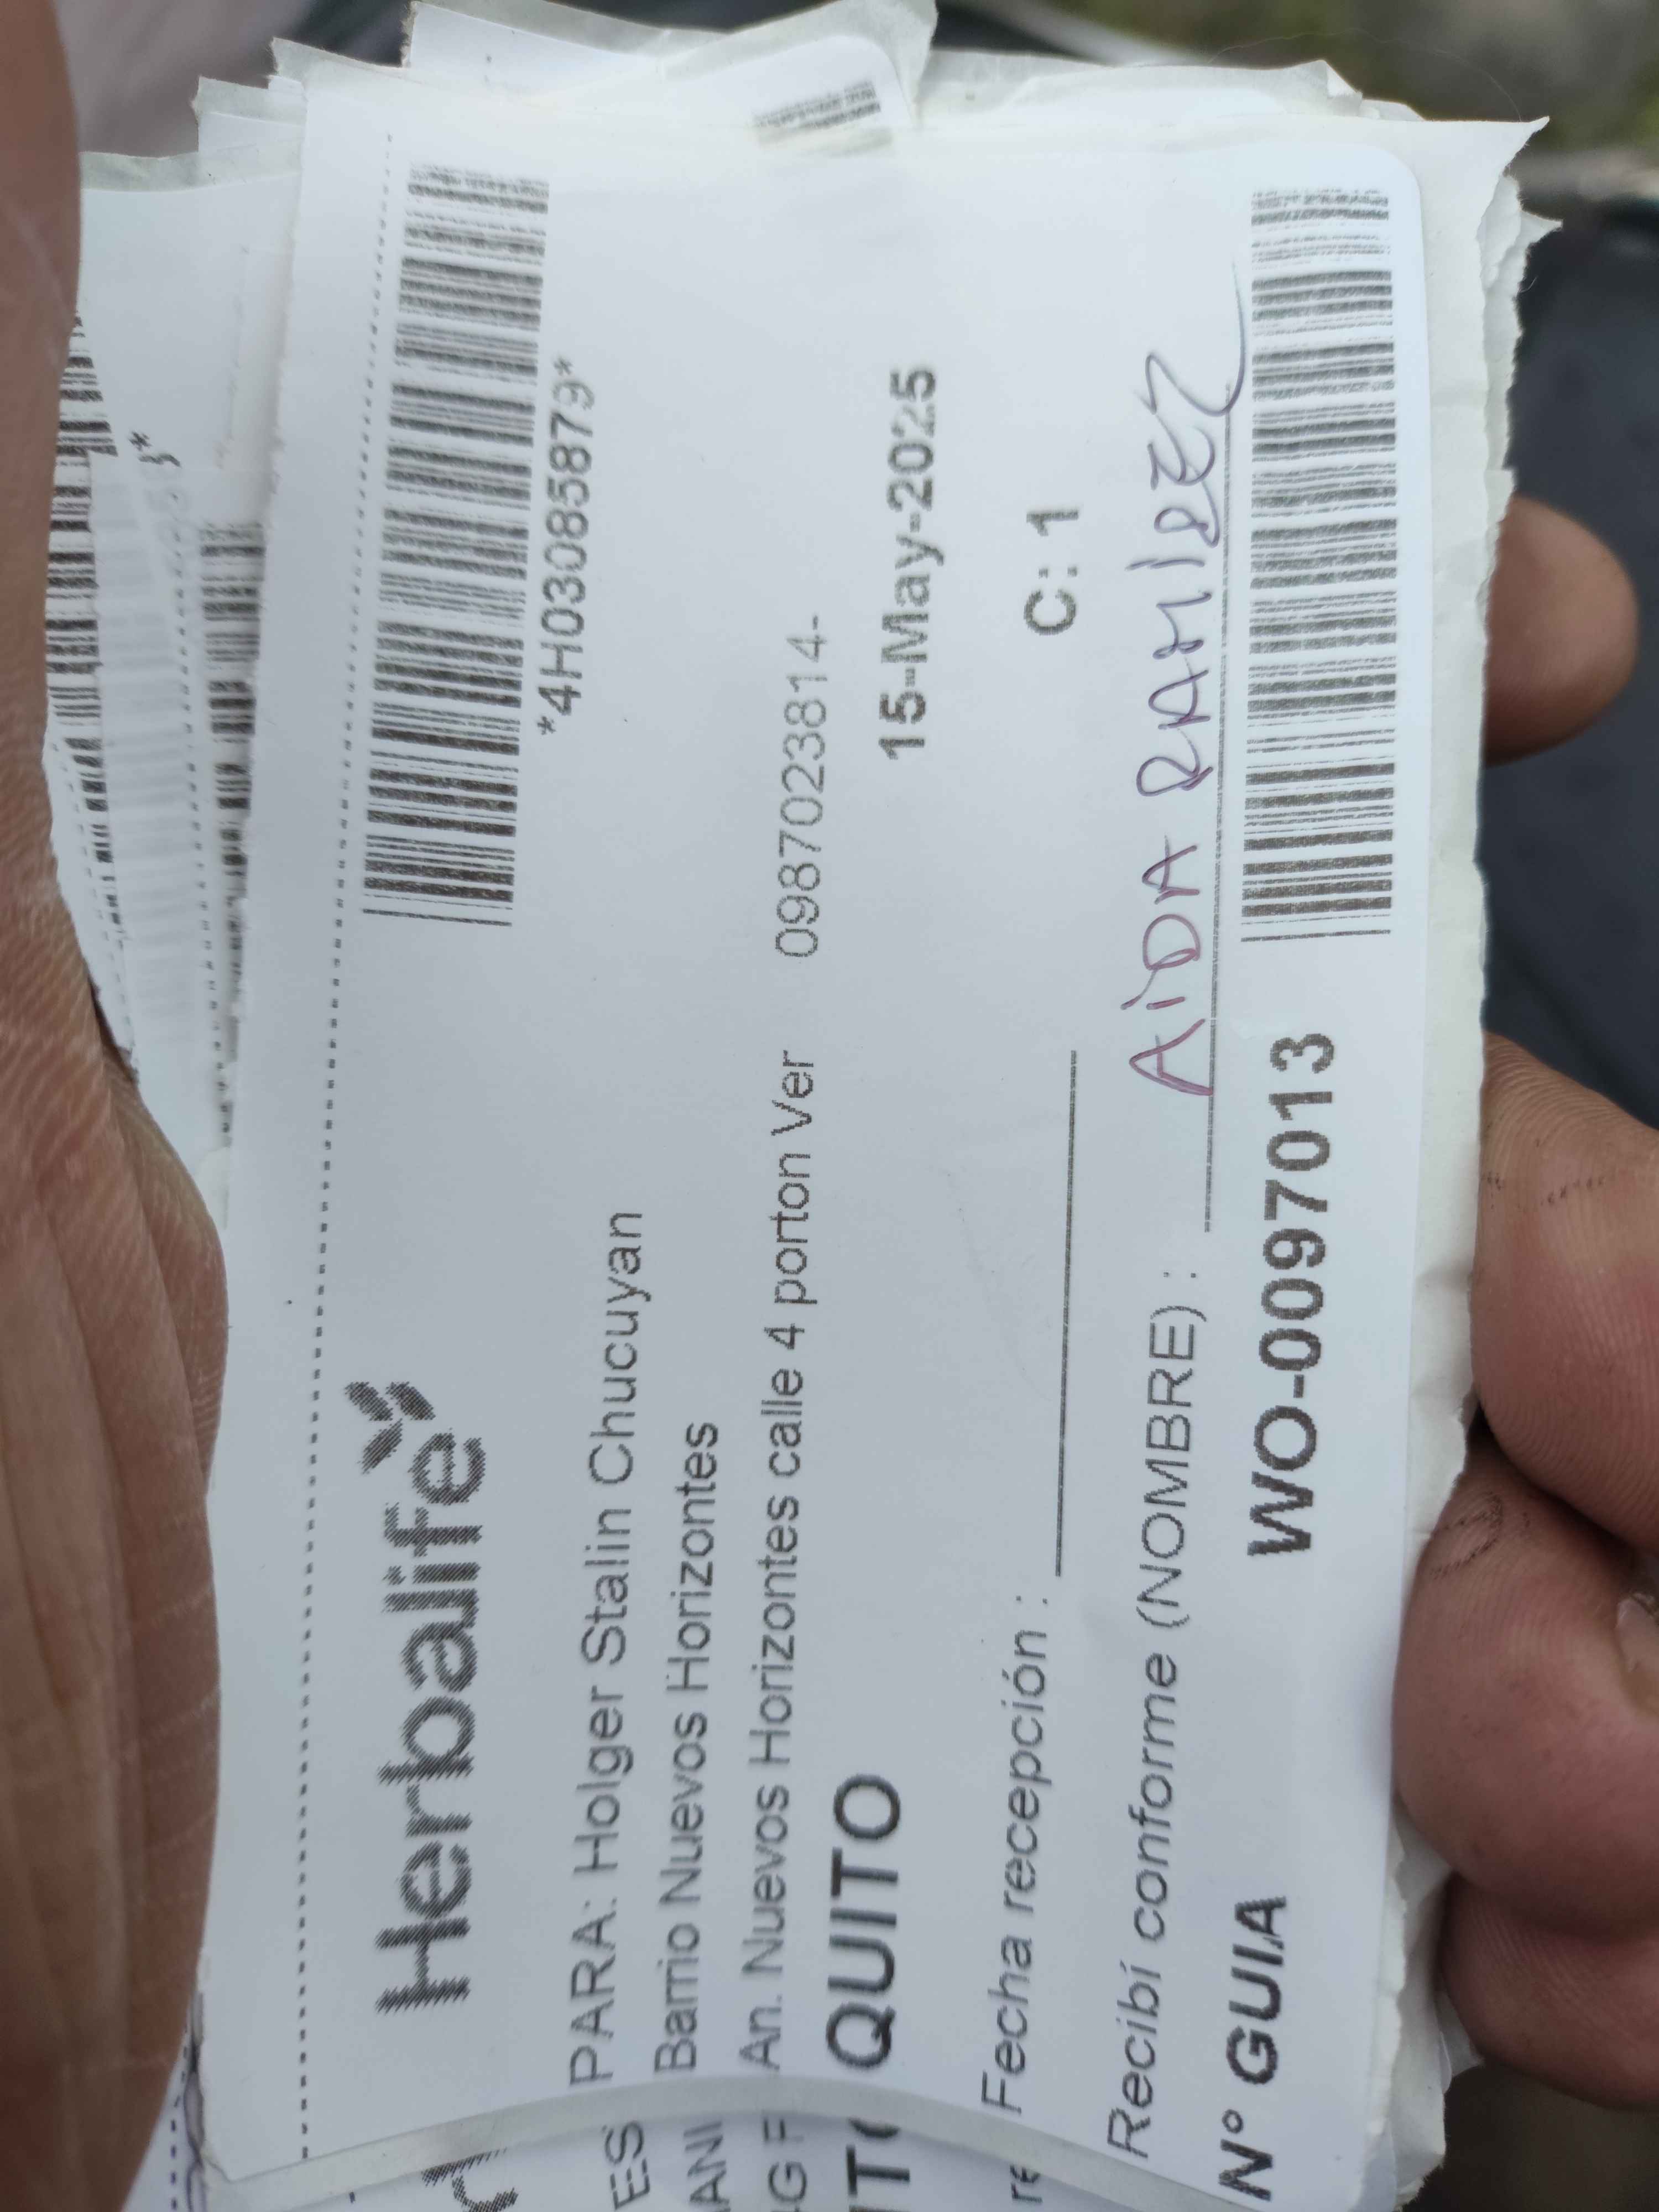 Herbalife
*4H03085879*
PARA: Holger Stalin Chucuyan
Barrio Nuevos Horizontes
An. Nuevos Horizontes calle 4 porton Ver 0987023814-
QUITO 15-May-2025
Fecha recepción : C: 1
Recibí conforme (NOMBRE) : AiDA RAMIREZ
N° GUIA WO-0097013